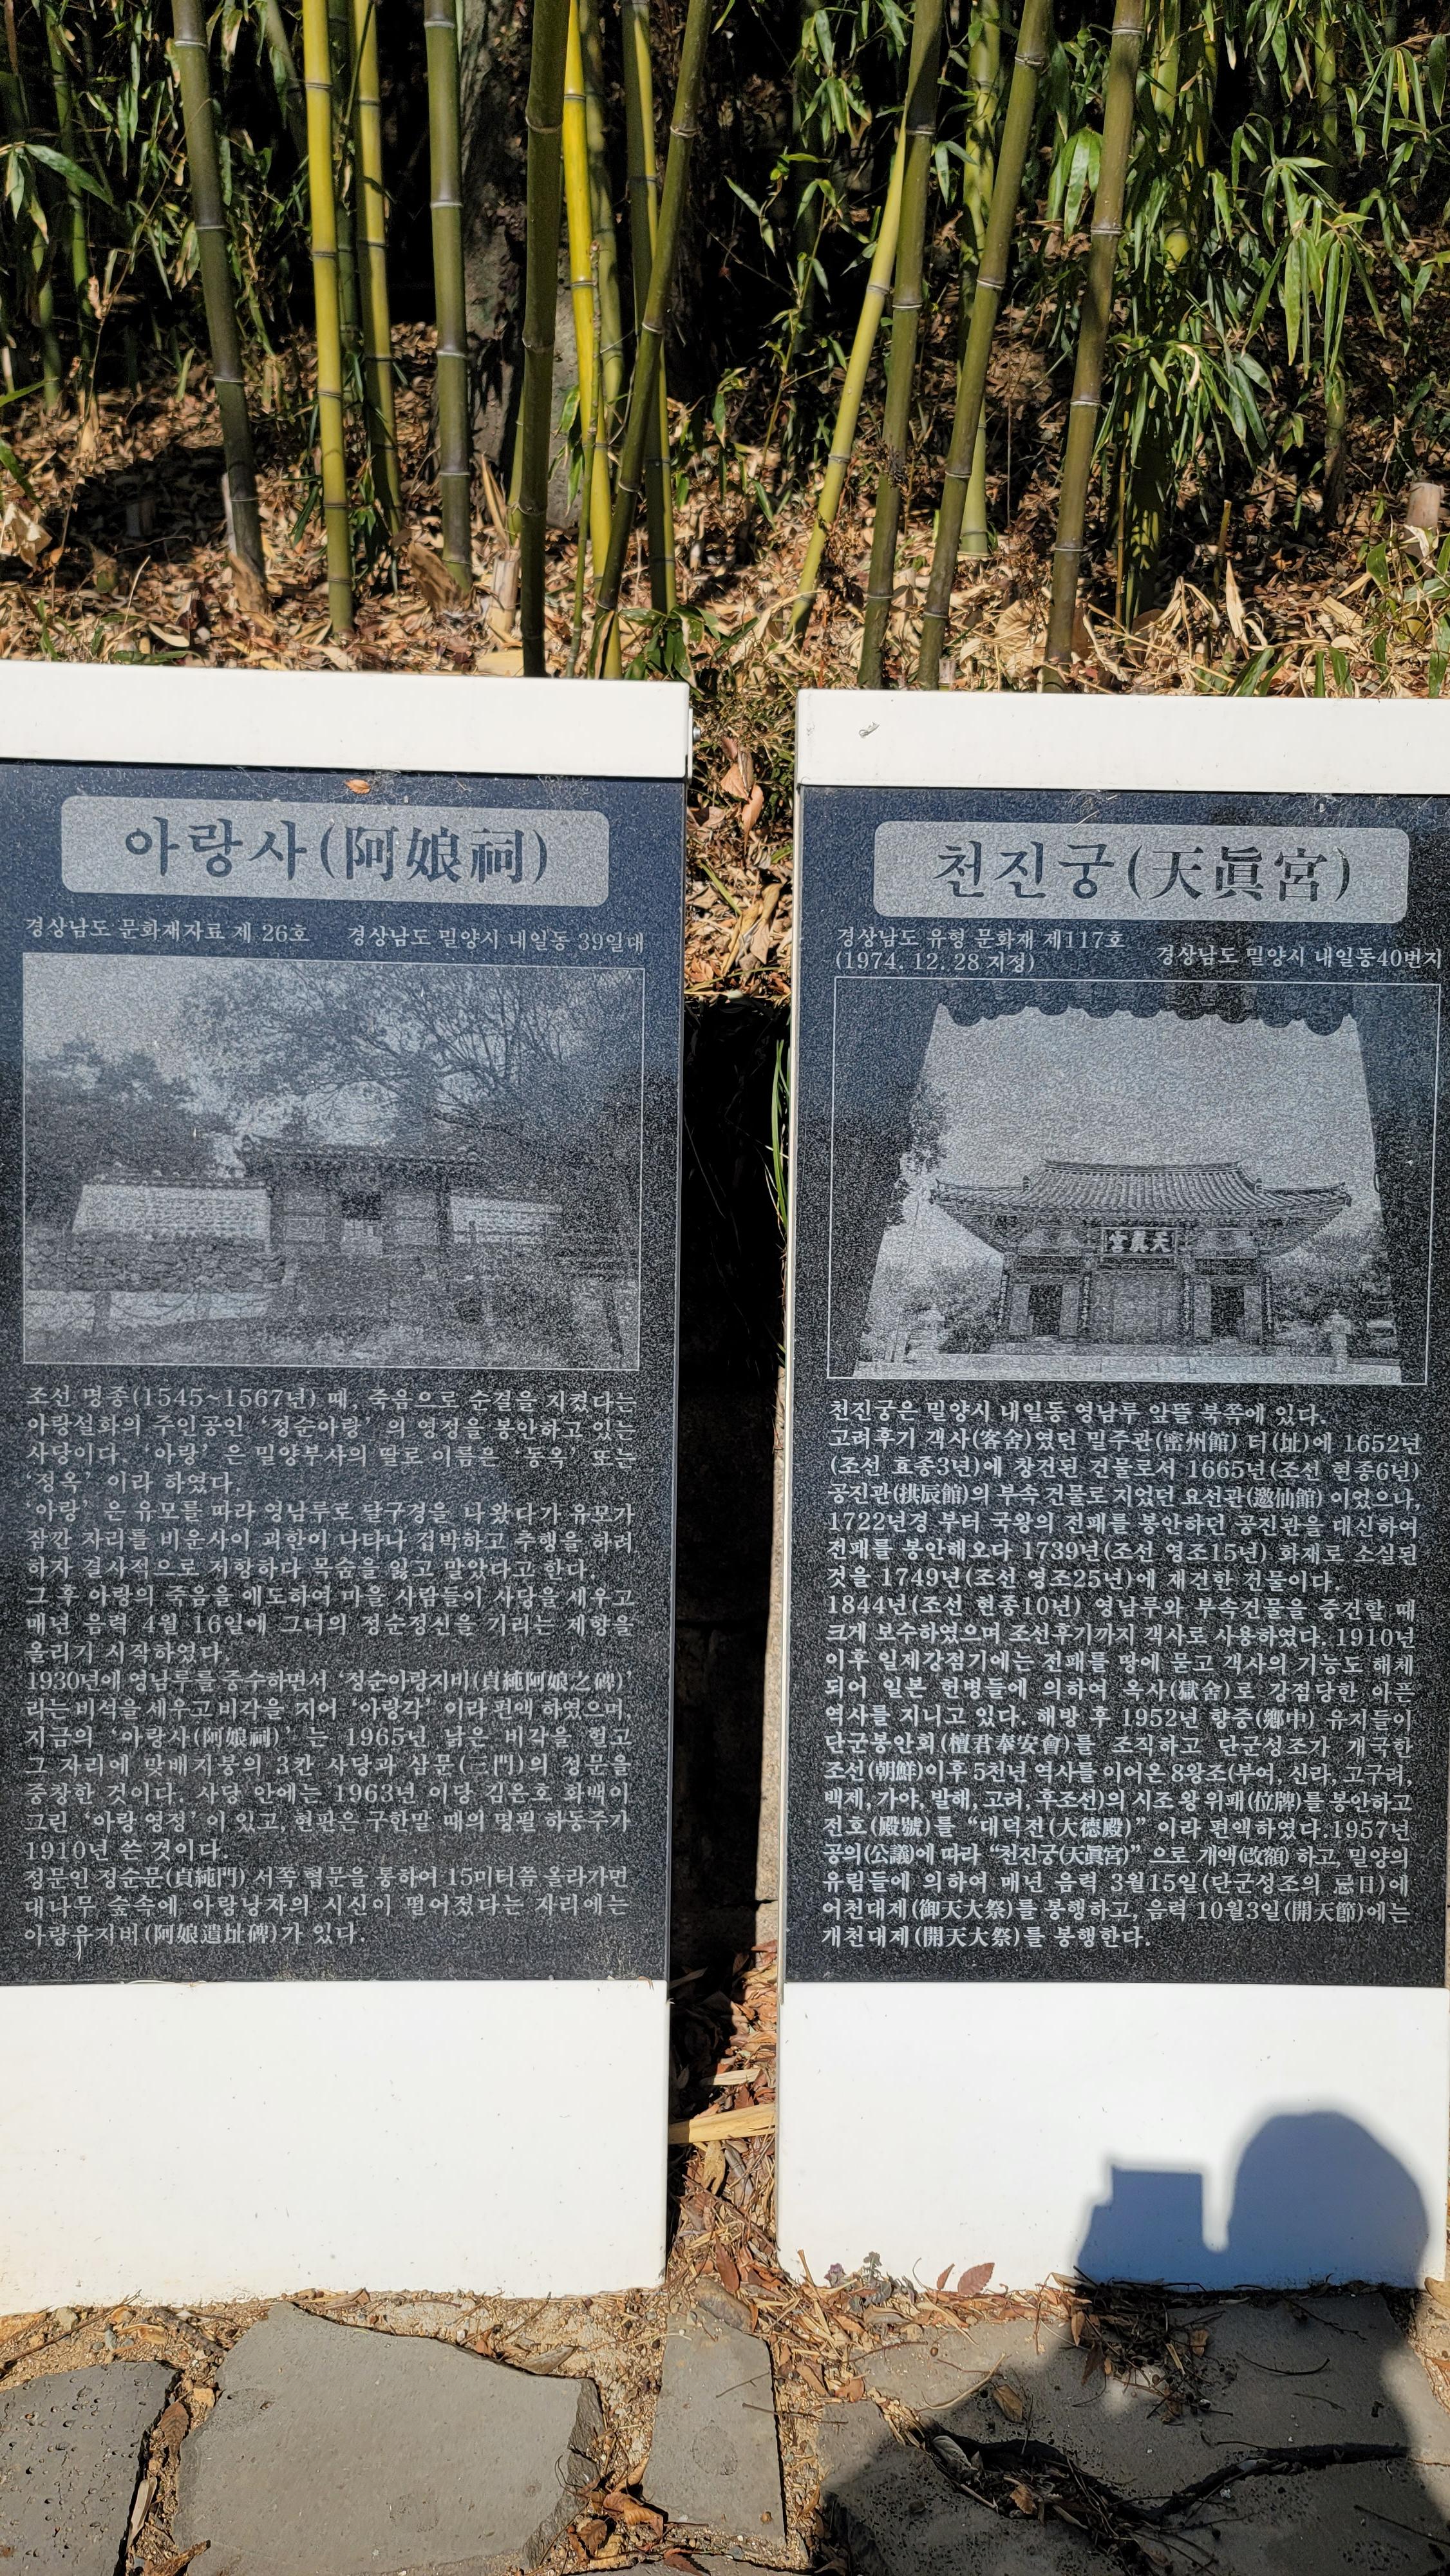 아랑사(阿娘祠)
경상남도 문화재자료 제 26호 경상남도 밀양시 내일동 39일대
조선 명종(1545~1567년) 때, 죽음으로 순결을 지켰다는
아랑설화의 주인공인 ‘정순아랑’ 의 영정을 봉안하고 있는
사당이다. ‘아랑’ 은 밀양부사의 딸로 이름은 ‘동옥’ 또는
‘정옥’ 이라 하였다.
‘아랑’ 은 유모를 따라 영남루로 달구경을 나왔다가 유모가
잠깐 자리를 비운사이 괴한이 나타나 접박하고 추행을 하려
하자 결사적으로 저항하다 목숨을 잃고 말았다고 한다.
그 후 아랑의 죽음을 애도하여 마을 사람들이 사당을 세우고
매년 음력 4월 16일에 그녀의 정순정신을 기리는 제향을
올리기 시작하였다.
1930년에 영남루를 중수하면서 ‘정순아랑지비(貞純阿娘之碑)’
라는 비석을 세우고 비각을 지어 ‘아랑각’ 이라 편액 하였으며,
지금의 ‘아랑사(阿娘祠)’ 는 1965년 낡은 비각을 헐고
그 자리에 맞배지붕의 3칸 사당과 삼문(三門)의 정문을
중창한 것이다. 사당 안에는 1963년 이당 김은호 화백이
그린 ‘아랑 영정’ 이 있고, 현판은 구한말 때의 명필 하동주가
1910년 쓴 것이다.
정문인 정순문(貞純門) 서쪽 협문을 통하여 15미터쯤 올라가면
대나무 숲속에 아랑낭자의 시신이 떨어졌다는 자리에는
아랑유지비(阿娘遺址碑)가 있다.
천진궁(天眞宮)
경상남도 유형 문화재 제117호
(1974. 12. 28 지정) 경상남도 밀양시 내일동40번지
天眞宮
천진궁은 밀양시 내일동 영남루 앞뜰 북쪽에 있다.
고려후기 객사(客舍)였던 밀주관(密州館) 터(址)에 1652년
(조선 효종3년)에 창건된 건물로서 1665년(조선 현종6년)
공진관(拱辰館)의 부속 건물로 지었던 요선관(邀仙館) 이었으나,
1722년경 부터 국왕의 전패를 봉안하던 공진관을 대신하여
전패를 봉안해오다 1739년(조선 영조15년) 화재로 소실된
것을 1749년(조선 영조25년)에 재건한 건물이다.
1844년(조선 현종10년) 영남루와 부속건물을 중건할 때
크게 보수하였으며 조선후기까지 객사로 사용하였다. 1910년
이후 일제강점기에는 전패를 땅에 묻고 객사의 기능도 해체
되어 일본 헌병들에 의하여 옥사(獄舍)로 강점당한 아픈
역사를 지니고 있다. 해방 후 1952년 향중(鄕中) 유지들이
단군봉안회(檀君奉安會)를 조직하고 단군성조가 개국한
조선(朝鮮)이후 5천년 역사를 이어온 8왕조(부여, 신라, 고구려,
백제, 가야, 발해, 고려, 후조선)의 시조 왕 위패(位牌)를 봉안하고
전호(殿號)를 “대덕전(大德殿)” 이라 편액하였다.1957년
공의(公議)에 따라 “천진궁(天眞宮)” 으로 개액(改額) 하고, 밀양의
유림들에 의하여 매년 음력 3월15일(단군성조의 忌日)에
어천대제(御天大祭)를 봉행하고, 음력 10월3일(開天節)에는
개천대제(開天大祭)를 봉행한다.